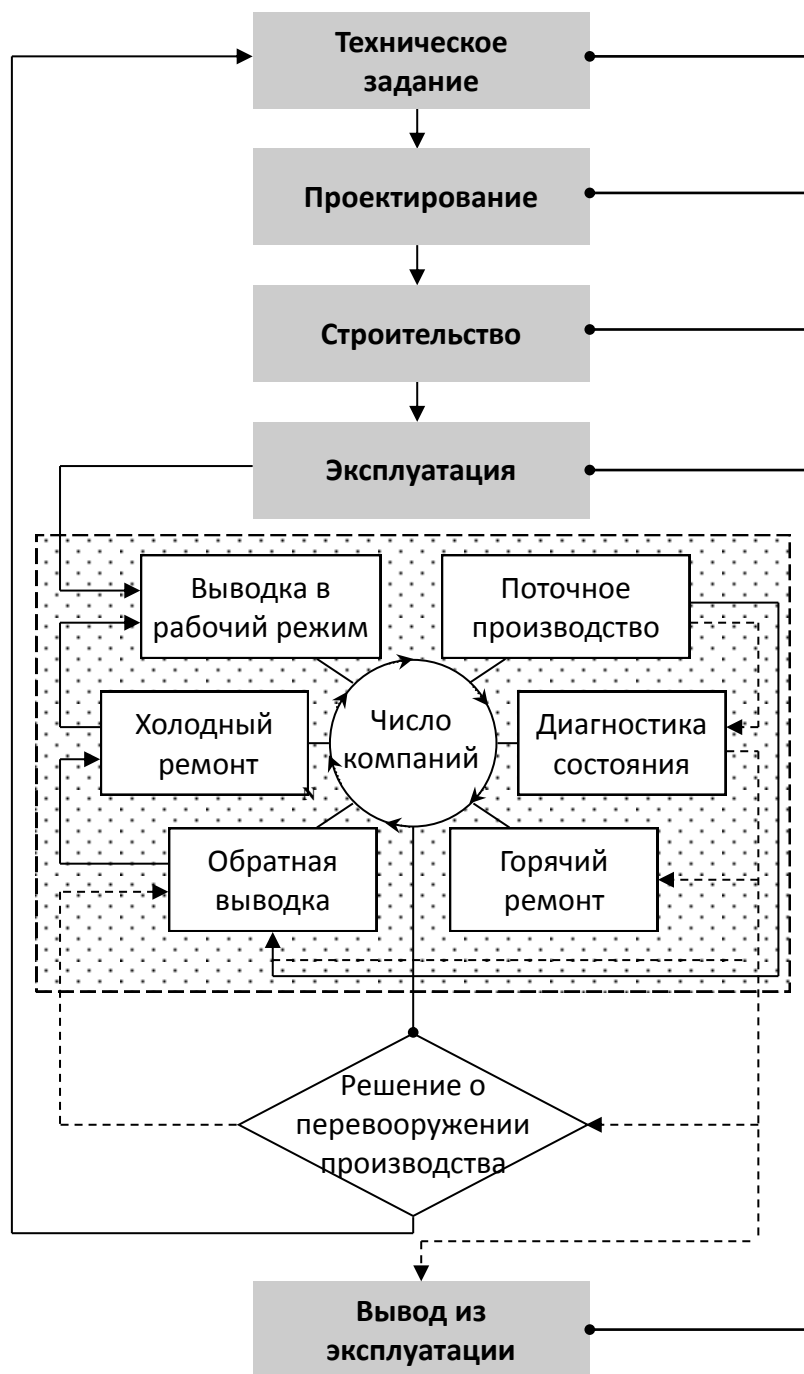 Техническое
задание
Проектирование
Строительство
Эксплуатация
Выводка в
рабочий режим
Поточное
производство
Холодный
ремонт
Число
компаний
Диагностика
состояния
Обратная
выводка
Горячий
ремонт
Решение о
перевооружении
производства
Вывод из
эксплуатации